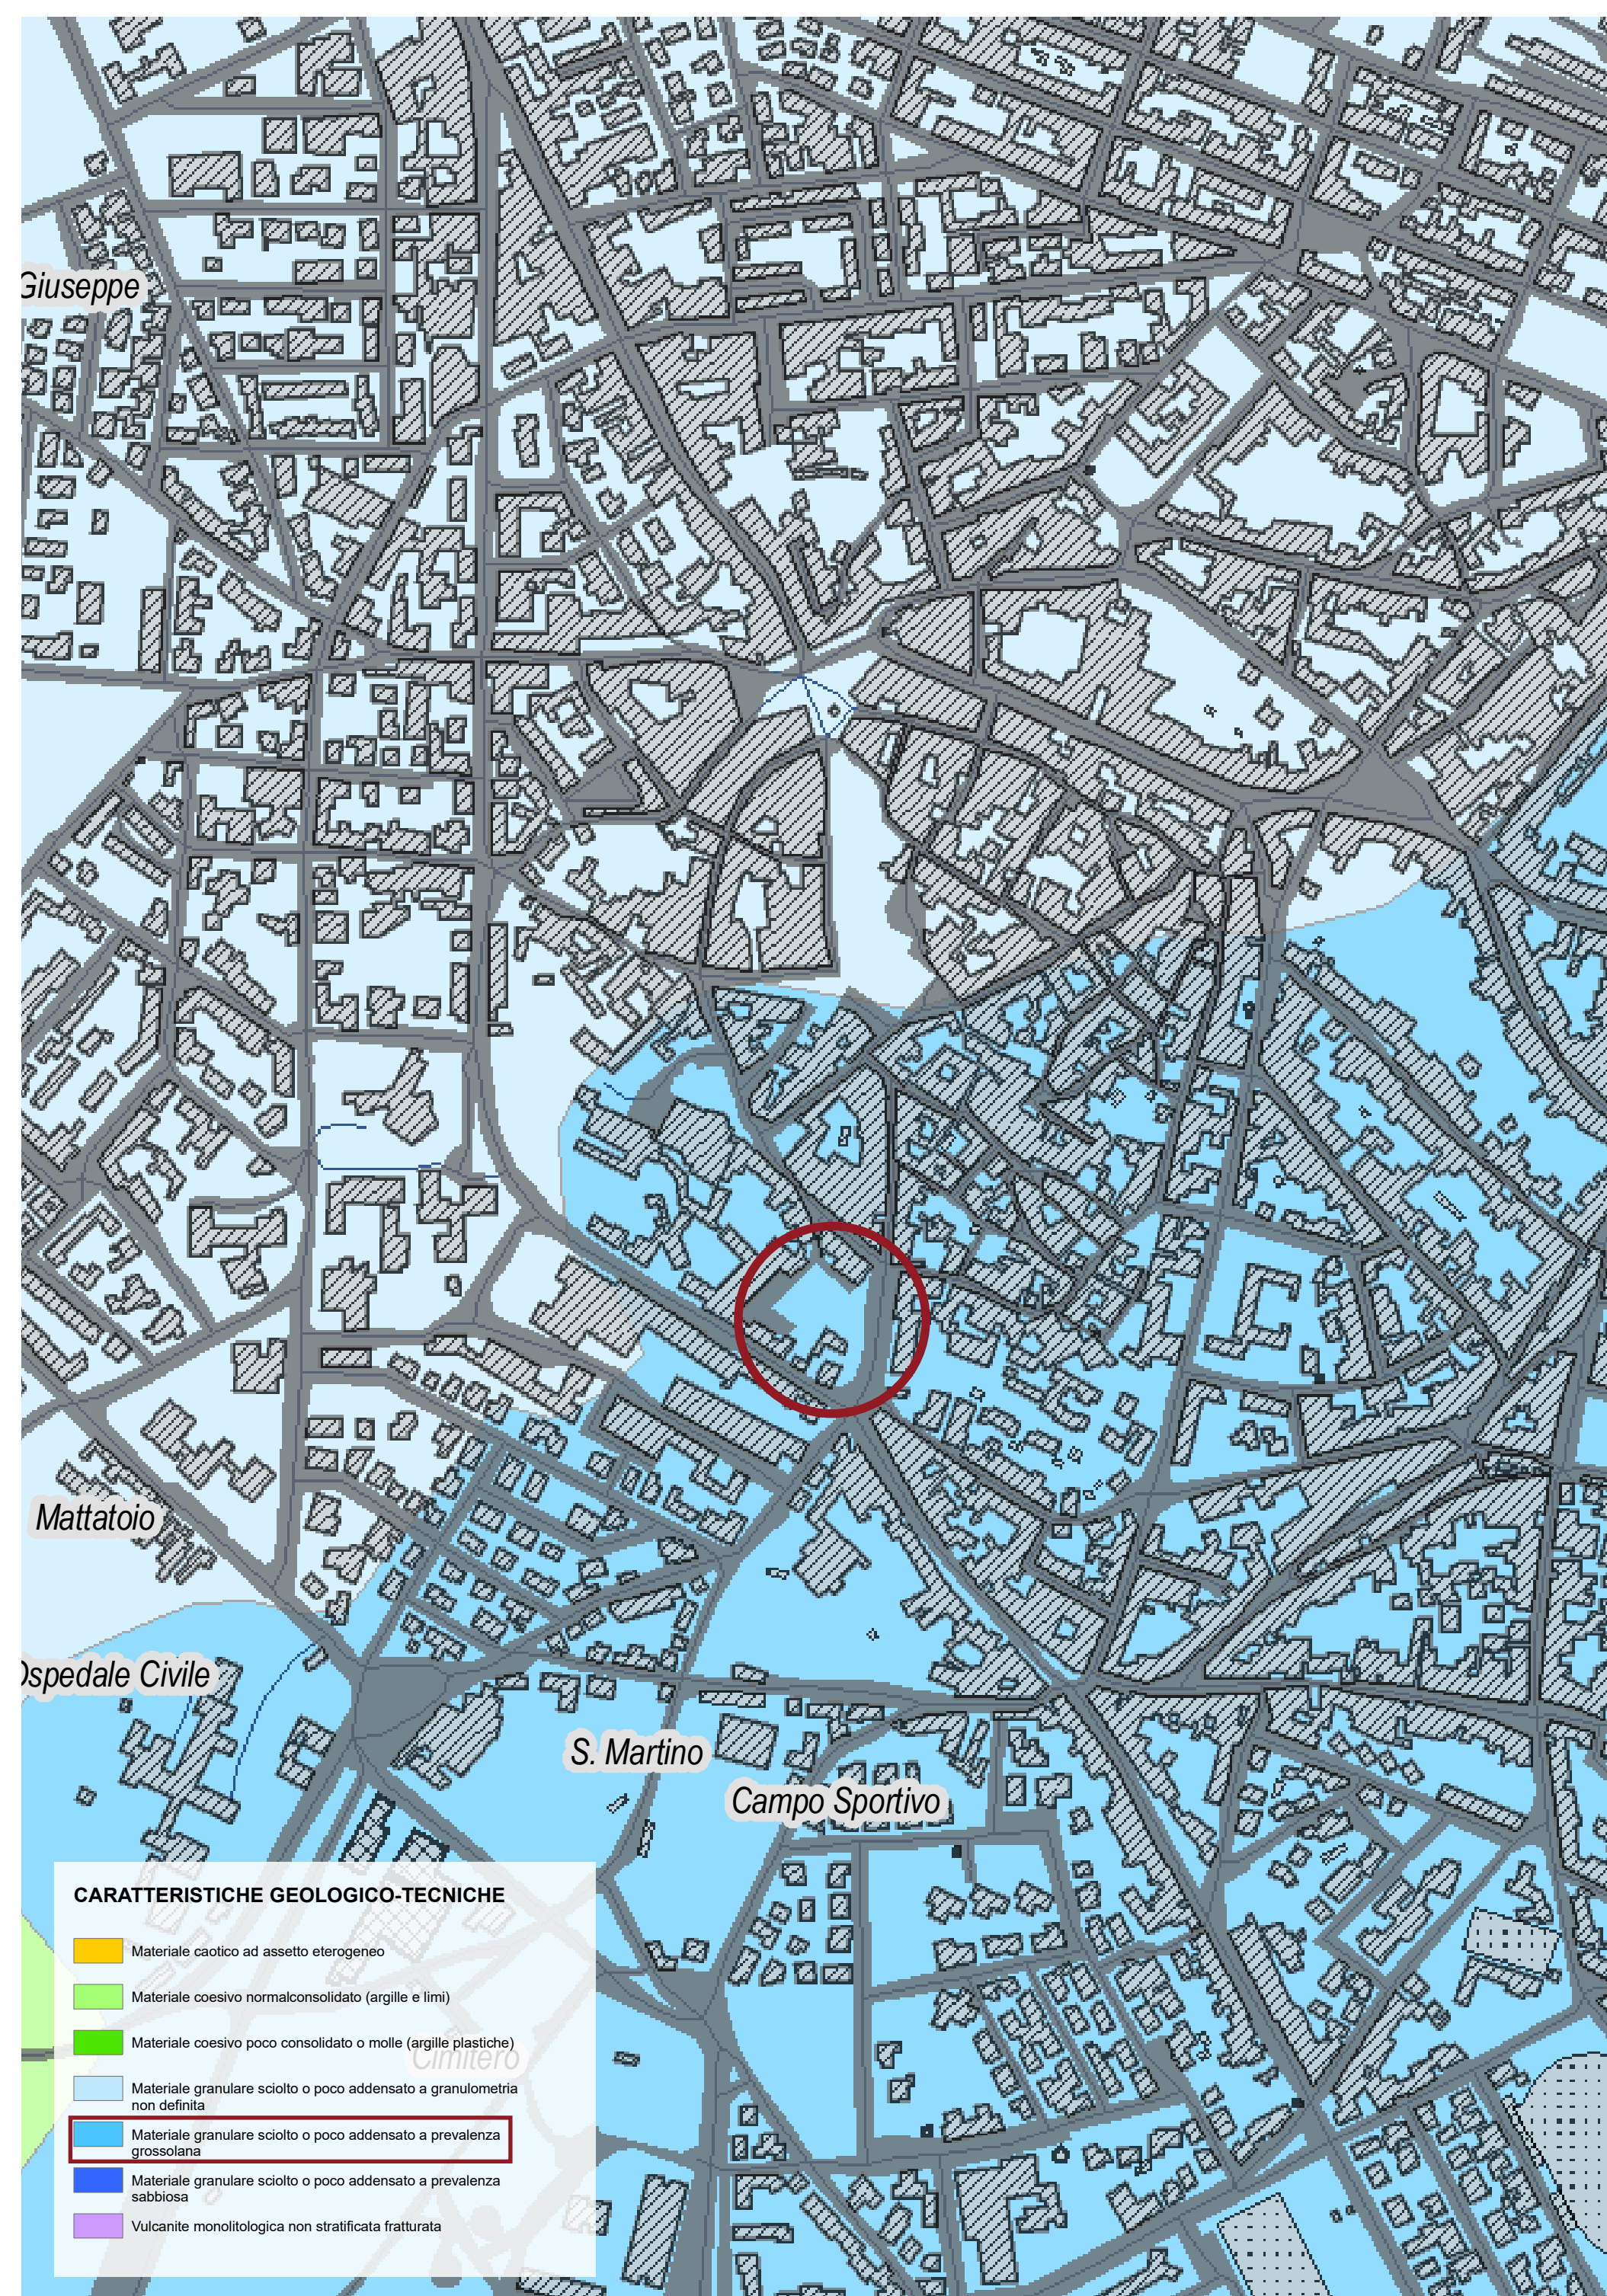 Giuseppe
Mattatoio
Ospedale Civile
S. Martino
Campo Sportivo
CARATTERISTICHE GEOLOGICO-TECNICHE
Materiale caotico ad assetto eterogeneo
Materiale coesivo normalconsolidato (argille e limi)
Materiale coesivo poco consolidato o molle (argille plastiche)
Cimitero
Materiale granulare sciolto o poco addensato a granulometria
non definita
Materiale granulare sciolto o poco addensato a prevalenza
grossolana
Materiale granulare sciolto o poco addensato a prevalenza
sabbiosa
Vulcanite monolitologica non stratificata fratturata